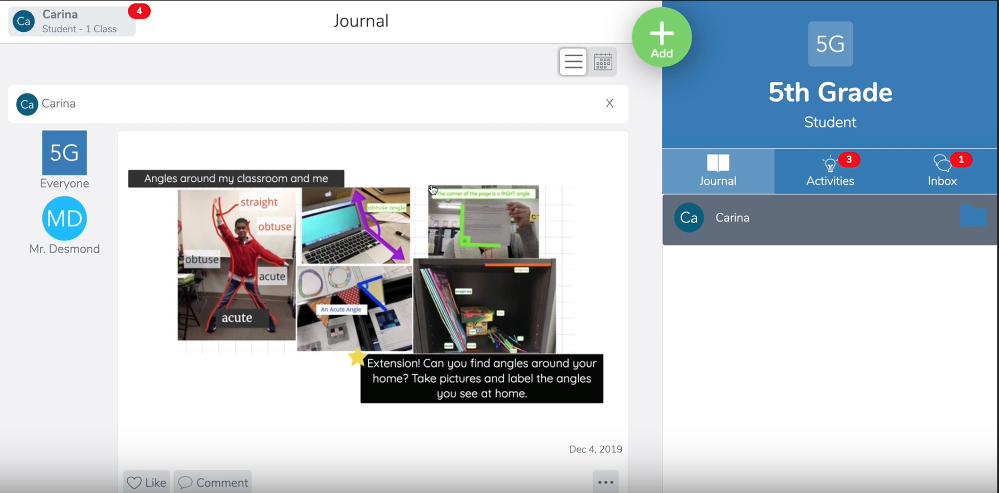 Ca
Carina
4
Student - 1 Class
Journal
Add
5G
5th Grade
Student
Journal
Activities
3
Inbox
1
Ca
Carina
X
Ca
Carina
5G
Everyone
MD
Mr. Desmond
Angles around my classroom and me
straight
obtuse
obtuse
acute
acute
obtuse angle
The corner of the page is a RIGHT angle
An Acute Angle
straight line
Extension! Can you find angles around your
home? Take pictures and label the angles
you see at home.
Dec 4, 2019
Like
Comment